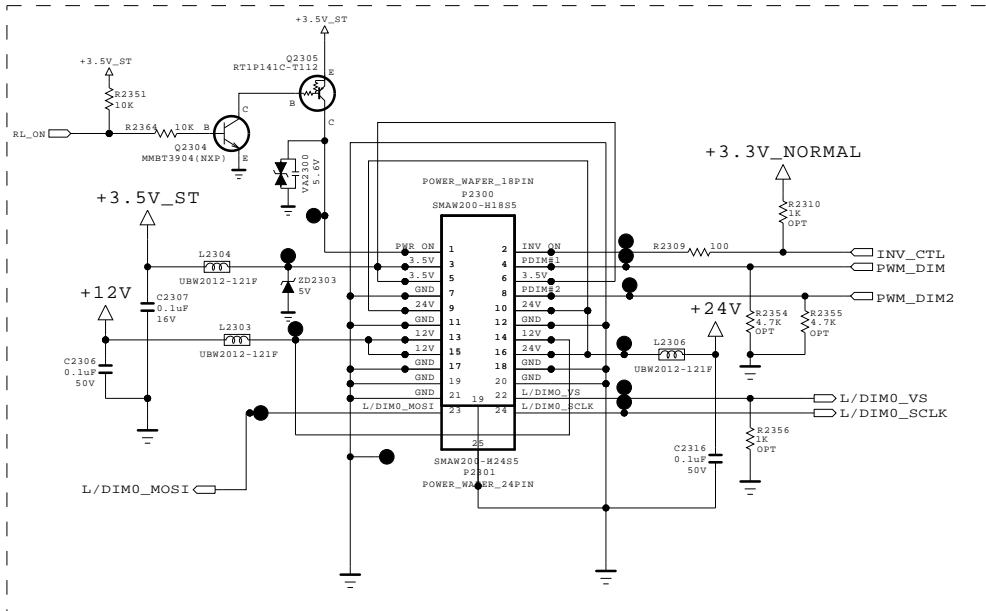 +3.5V_ST
Q2305
RT1P141C-T112
E
B
C
+3.5V_ST
R2351
10K
RL_ON
R2364
10K
B
C
E
Q2304
MMBT3904(NXP)
VA2300
5.6V
POWER_WAFER_18PIN
P2300
SMAW200-H18S5
+3.3V_NORMAL
R2310
1K
OPT
+3.5V_ST
L2304
UBW2012-121F
ZD2303
5V
C2307
0.1uF
16V
+12V
L2303
UBW2012-121F
C2306
0.1uF
50V
PWR ON 1 2 INV ON
3.5V 3 4 PDIM#1
3.5V 5 6 3.5V
GND 7 8 PDIM#2
24V 9 10 24V
GND 11 12 GND
12V 13 14 12V
12V 15 16 24V
GND 17 18 GND
GND 19 20 GND
GND 21 19 22 L/DIMO_VS
L/DIM0_MOSI 23 24 L/DIM0_SCLK
25
SMAW200-H24S5
P2301
POWER_WAFER_24PIN
R2309 100
INV_CTL
PWM_DIM
PWM_DIM2
R2354
4.7K
OPT
R2355
4.7K
OPT
+24V
L2306
UBW2012-121F
L/DIM0_VS
L/DIM0_SCLK
R2356
1K
OPT
C2316
0.1uF
50V
L/DIM0_MOSI